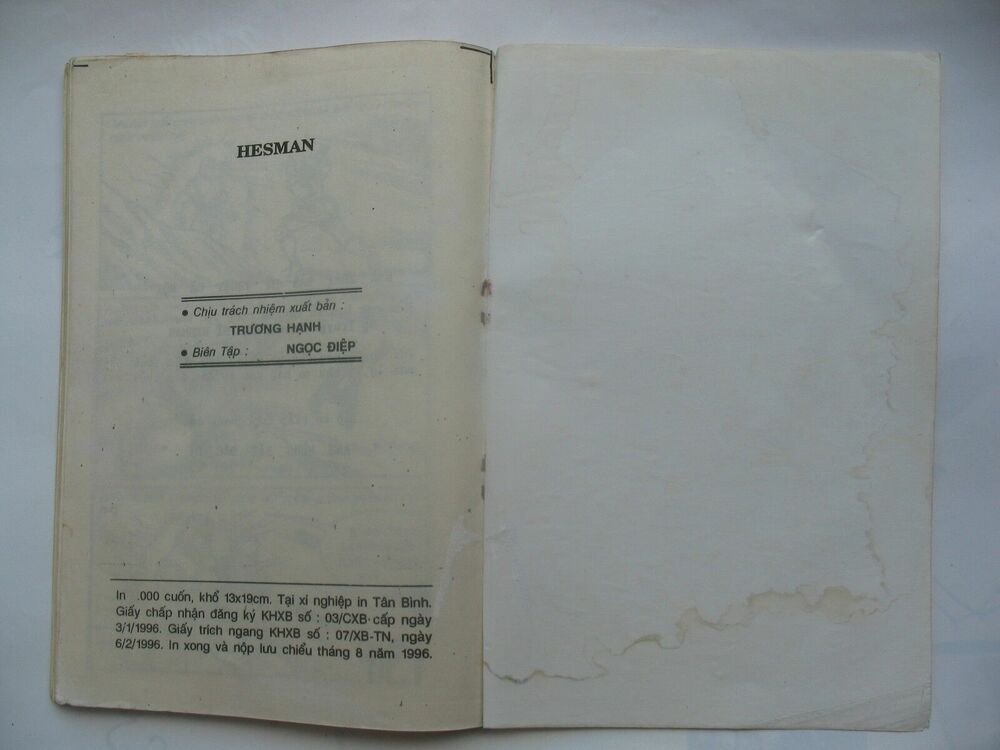 HESMAN
● Chịu trách nhiệm xuất bản :
TRƯƠNG HẠNH
● Biên Tập : NGỌC ĐIỆP
In .000 cuốn, khổ 13x19cm. Tại xí nghiệp in Tân Bình.
Giấy chấp nhận đăng ký KHXB số : 03/CXB cấp ngày
3/1/1996. Giấy trích ngang KHXB số : 07/XB-TN, ngày
6/2/1996. In xong và nộp lưu chiểu tháng 8 năm 1996.